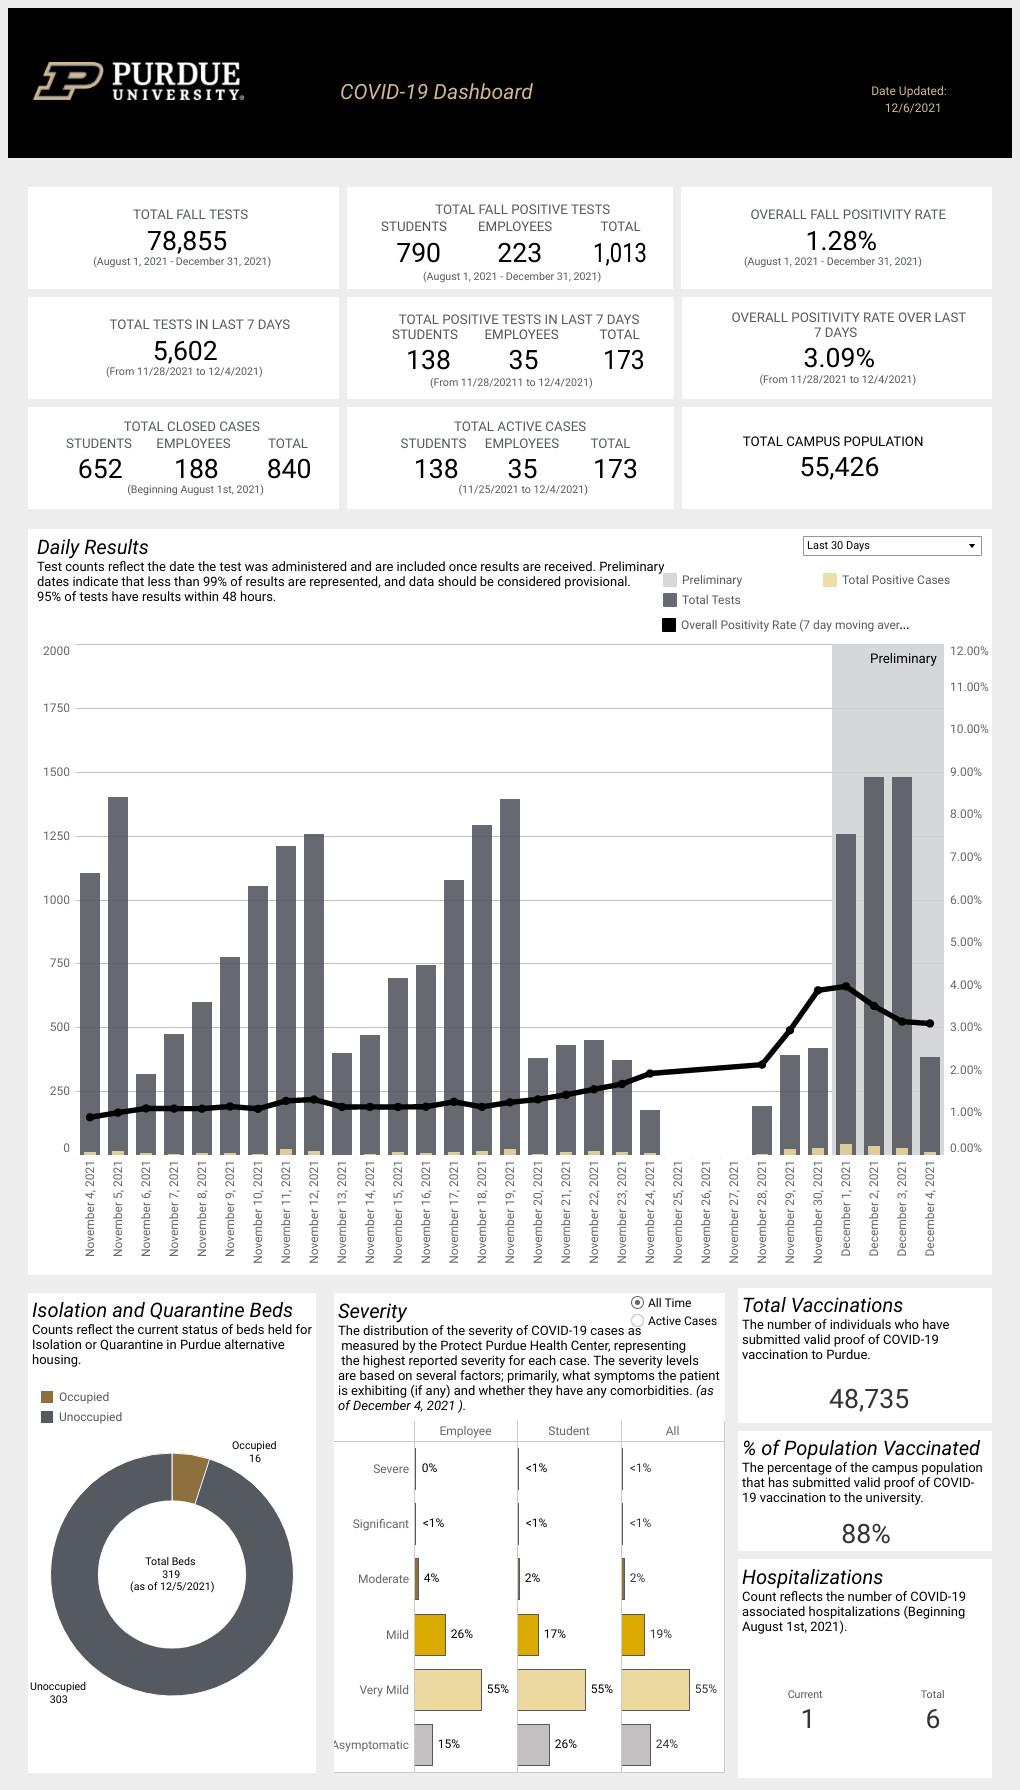 PURDUE
UNIVERSITY®
COVID-19 Dashboard
Date Updated:
12/6/2021
TOTAL FALL TESTS
78,855
(August 1, 2021 - December 31, 2021)
TOTAL FALL POSITIVE TESTS
STUDENTS EMPLOYEES TOTAL
790 223 1,013
(August 1, 2021 - December 31, 2021)
OVERALL FALL POSITIVITY RATE
1.28%
(August 1, 2021 - December 31, 2021)
TOTAL TESTS IN LAST 7 DAYS
5,602
(From 11/28/2021 to 12/4/2021)
TOTAL POSITIVE TESTS IN LAST 7 DAYS
STUDENTS EMPLOYEES TOTAL
138 35 173
(From 11/28/20211 to 12/4/2021)
OVERALL POSITIVITY RATE OVER LAST
7 DAYS
3.09%
(From 11/28/2021 to 12/4/2021)
TOTAL CLOSED CASES
STUDENTS EMPLOYEES TOTAL
652 188 840
(Beginning August 1st, 2021)
TOTAL ACTIVE CASES
STUDENTS EMPLOYEES TOTAL
138 35 173
(11/25/2021 to 12/4/2021)
TOTAL CAMPUS POPULATION
55,426
Daily Results
Test counts reflect the date the test was administered and are included once results are received. Preliminary
dates indicate that less than 99% of results are represented, and data should be considered provisional.
95% of tests have results within 48 hours.
Last 30 Days
Preliminary
Total Positive Cases
Total Tests
Overall Positivity Rate (7 day moving aver...
Preliminary
2000
1750
1500
1250
1000
750
500
250
0
12.00%
11.00%
10.00%
9.00%
8.00%
7.00%
6.00%
5.00%
4.00%
3.00%
2.00%
1.00%
0.00%
November 4, 2021
November 5, 2021
November 6, 2021
November 7, 2021
November 8, 2021
November 9, 2021
November 10, 2021
November 11, 2021
November 12, 2021
November 13, 2021
November 14, 2021
November 15, 2021
November 16, 2021
November 17, 2021
November 18, 2021
November 19, 2021
November 20, 2021
November 21, 2021
November 22, 2021
November 23, 2021
November 24, 2021
November 25, 2021
November 26, 2021
November 27, 2021
November 28, 2021
November 29, 2021
November 30, 2021
December 1, 2021
December 2, 2021
December 3, 2021
December 4, 2021
Isolation and Quarantine Beds
Counts reflect the current status of beds held for
Isolation or Quarantine in Purdue alternative
housing.
Occupied
Unoccupied
Occupied
16
Total Beds
319
(as of 12/5/2021)
Unoccupied
303
Severity
All Time
Active Cases
The distribution of the severity of COVID-19 cases as
measured by the Protect Purdue Health Center, representing
the highest reported severity for each case. The severity levels
are based on several factors; primarily, what symptoms the patient
is exhibiting (if any) and whether they have any comorbidities. (as
of December 4, 2021 ).
Employee Student All
Severe 0% <1% <1%
Significant <1% <1% <1%
Moderate 4% 2% 2%
Mild 26% 17% 19%
Very Mild 55% 55% 55%
Asymptomatic 15% 26% 24%
Total Vaccinations
The number of individuals who have
submitted valid proof of COVID-19
vaccination to Purdue.
48,735
% of Population Vaccinated
The percentage of the campus population
that has submitted valid proof of COVID-
19 vaccination to the university.
88%
Hospitalizations
Count reflects the number of COVID-19
associated hospitalizations (Beginning
August 1st, 2021).
Current Total
1 6